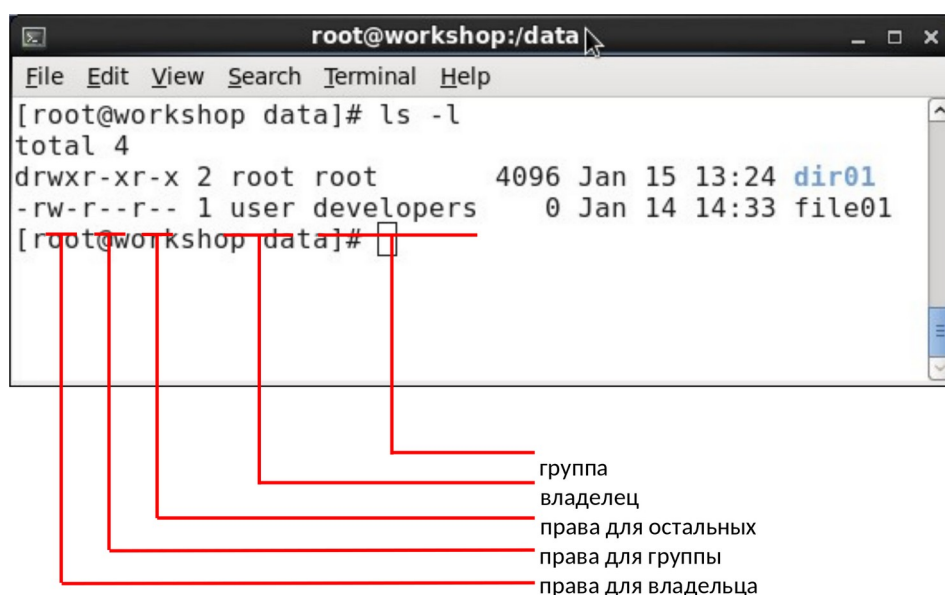 root@workshop:/data
File Edit View Search Terminal Help
[root@workshop data]# ls -l
total 4
drwxr-xr-x 2 root root 4096 Jan 15 13:24 dir01
-rw-r--r-- 1 user developers 0 Jan 14 14:33 file01
[root@workshop data]#
группа
владелец
права для остальных
права для группы
права для владельца